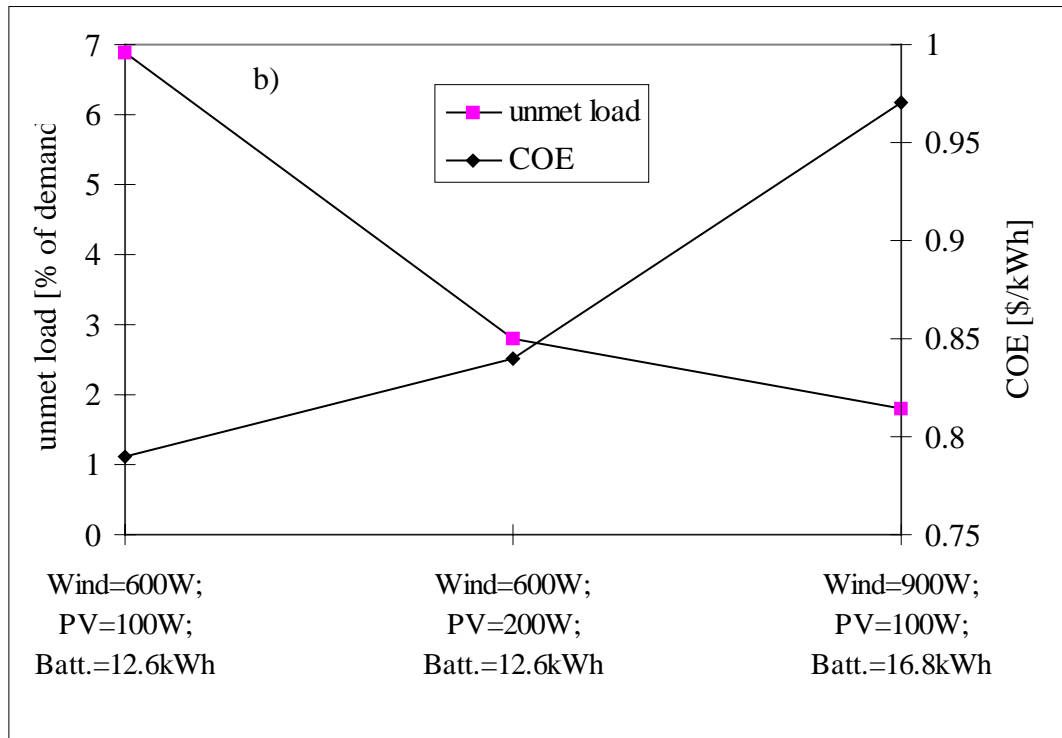 b)
unmet load
COE
7
6
5
4
3
2
1
0
unmet load [% of demand
1
0.95
0.9
0.85
0.8
0.75
COE [$/kWh]
Wind=600W;
PV=100W;
Batt.=12.6kWh
Wind=600W;
PV=200W;
Batt.=12.6kWh
Wind=900W;
PV=100W;
Batt.=16.8kWh